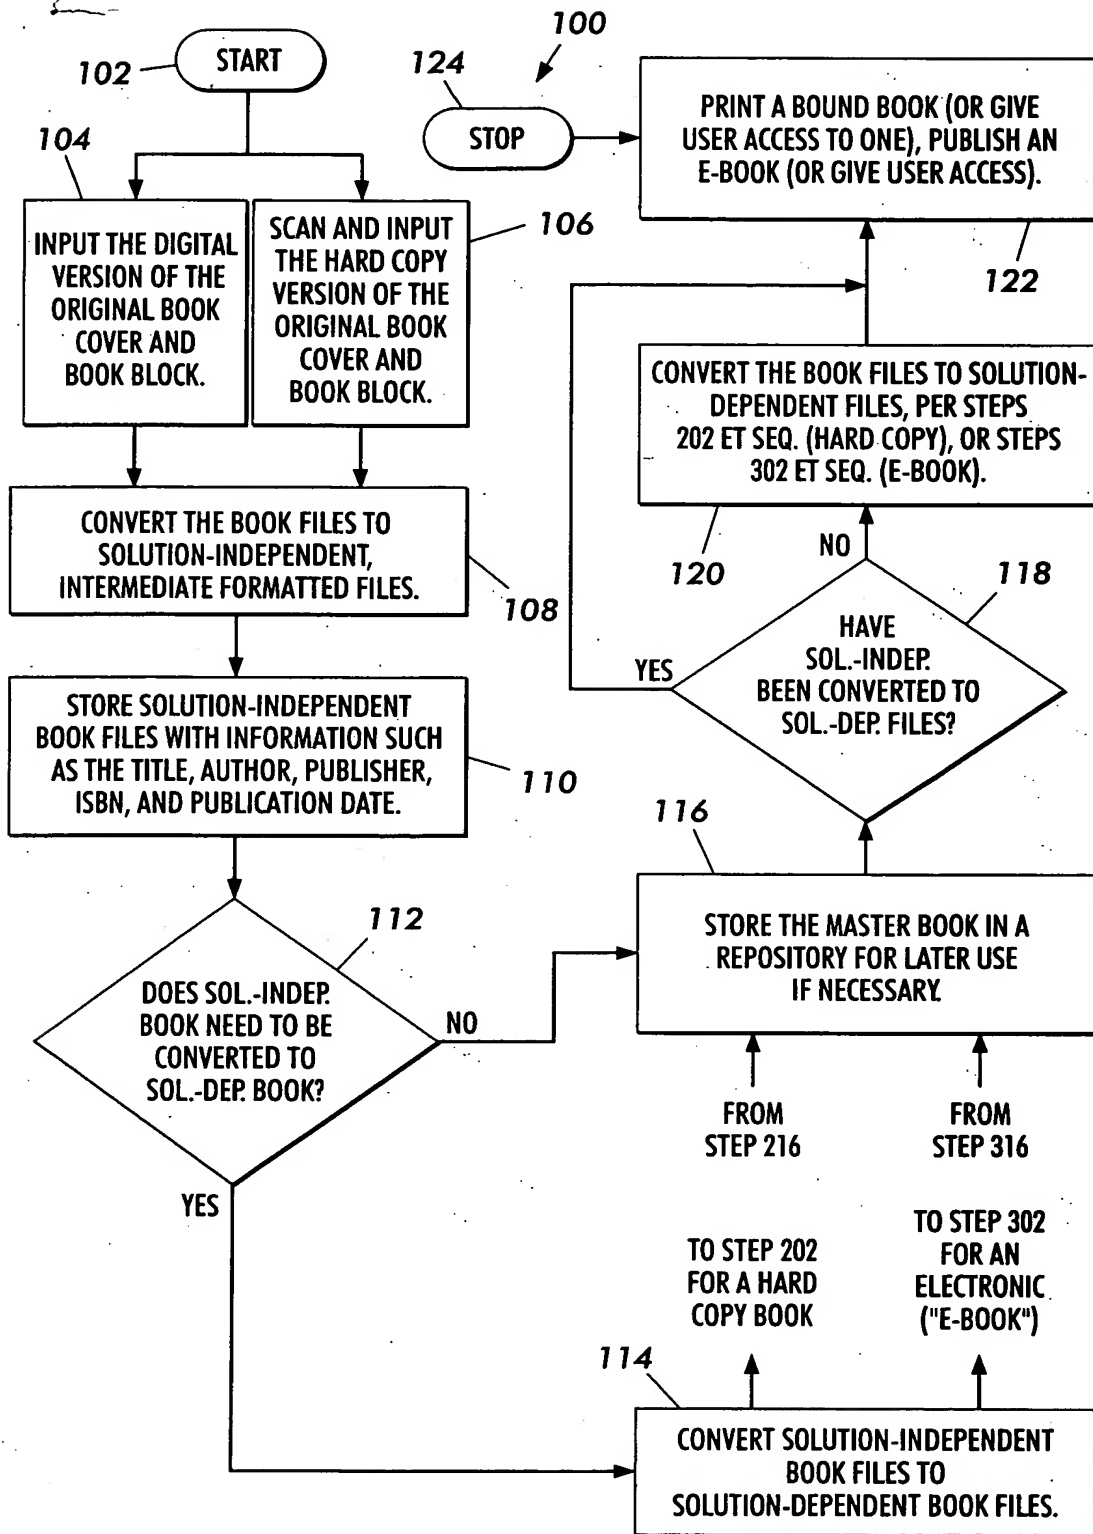 100
102
START
104
INPUT THE DIGITAL
VERSION OF THE
ORIGINAL BOOK
COVER AND
BOOK BLOCK.
SCAN AND INPUT
THE HARD COPY
VERSION OF THE
ORIGINAL BOOK
COVER AND
BOOK BLOCK.
106
CONVERT THE BOOK FILES TO
SOLUTION-INDEPENDENT,
INTERMEDIATE FORMATTED FILES.
108
STORE SOLUTION-INDEPENDENT
BOOK FILES WITH INFORMATION SUCH
AS THE TITLE, AUTHOR, PUBLISHER,
ISBN, AND PUBLICATION DATE.
110
112
DOES SOL.-INDEP.
BOOK NEED TO BE
CONVERTED TO
SOL.-DEP. BOOK?
NO
YES
124
STOP
PRINT A BOUND BOOK (OR GIVE
USER ACCESS TO ONE), PUBLISH AN
E-BOOK (OR GIVE USER ACCESS).
122
CONVERT THE BOOK FILES TO SOLUTION-
DEPENDENT FILES, PER STEPS
202 ET SEQ. (HARD COPY), OR STEPS
302 ET SEQ. (E-BOOK).
120
NO
118
YES
HAVE
SOL.-INDEP.
BEEN CONVERTED TO
SOL.-DEP. FILES?
116
STORE THE MASTER BOOK IN A
REPOSITORY FOR LATER USE
IF NECESSARY.
FROM
STEP 216
FROM
STEP 316
TO STEP 202
FOR A HARD
COPY BOOK
TO STEP 302
FOR AN
ELECTRONIC
("E-BOOK")
114
CONVERT SOLUTION-INDEPENDENT
BOOK FILES TO
SOLUTION-DEPENDENT BOOK FILES.